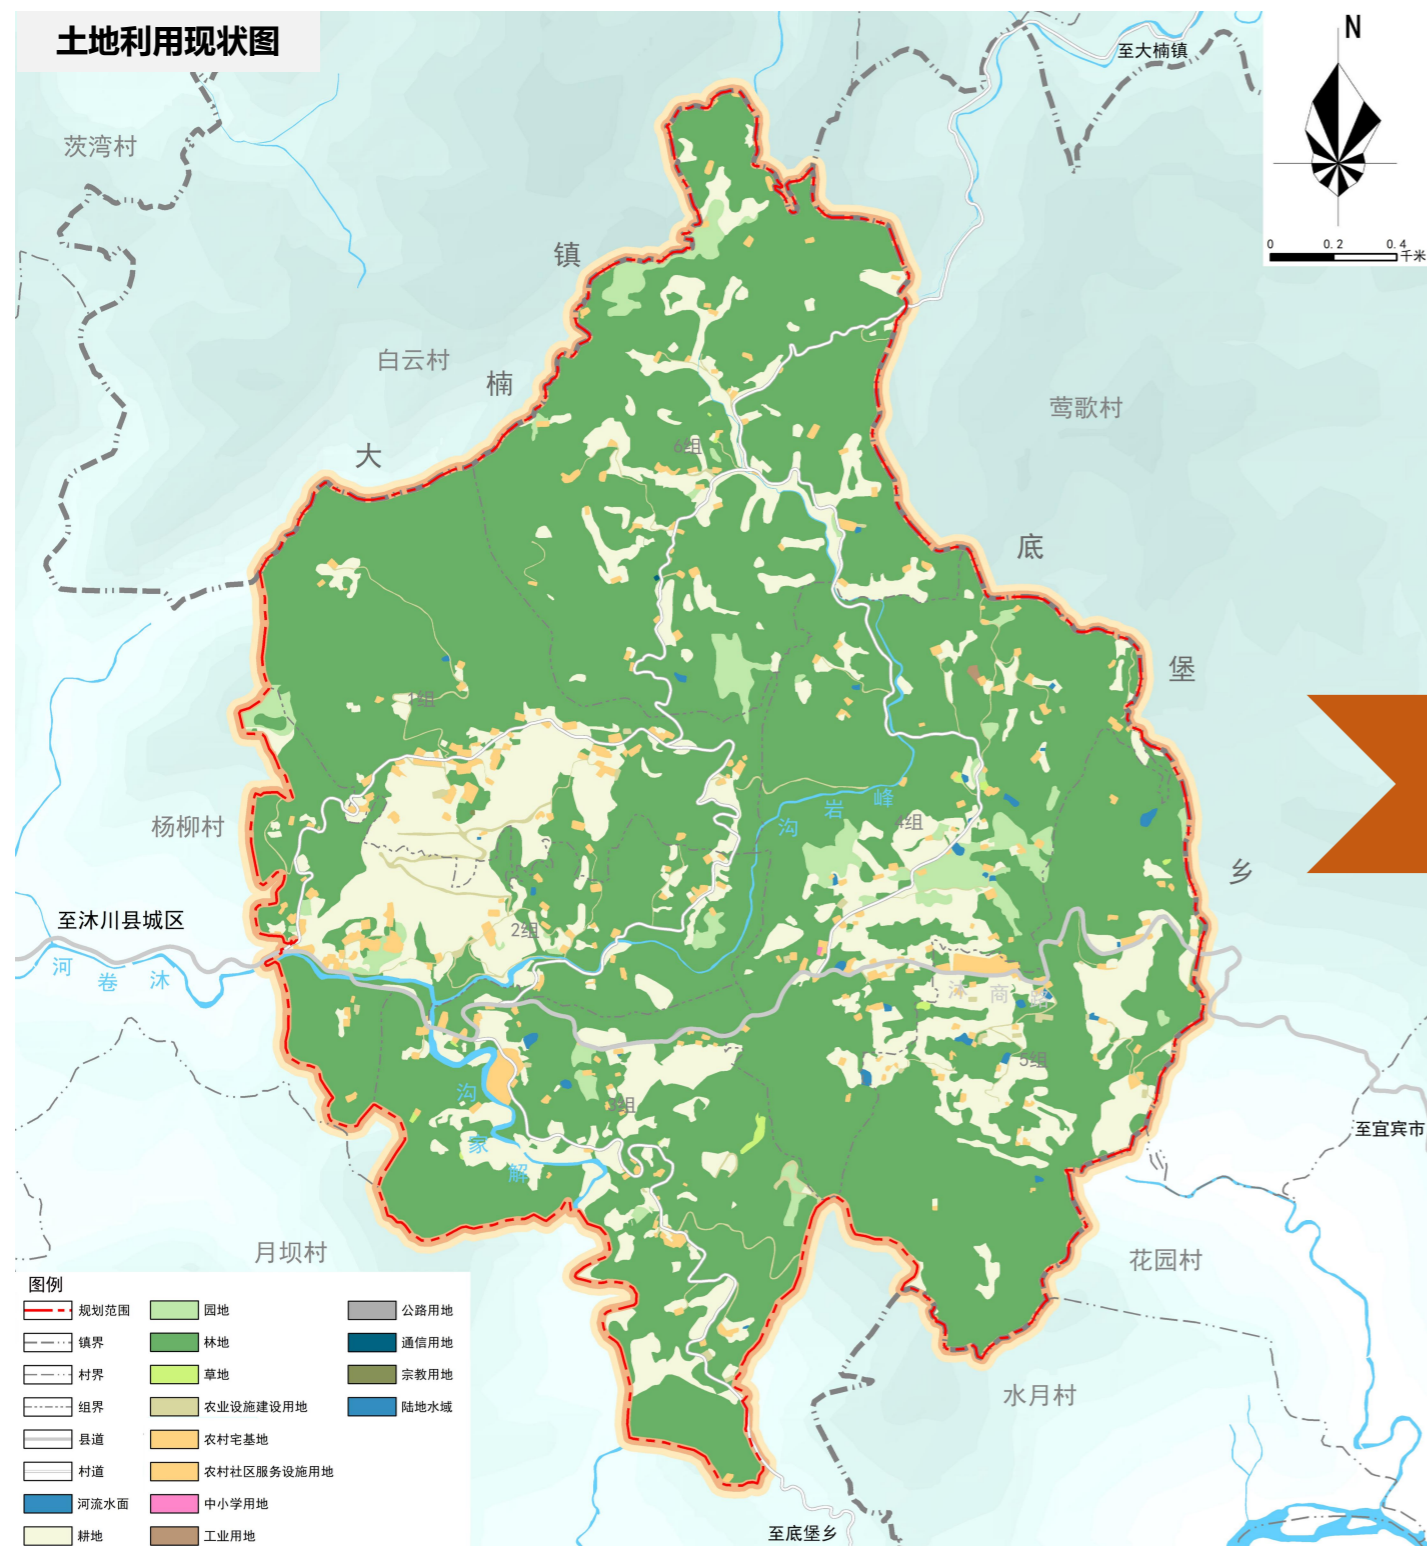 土地利用现状图
N
0 0.2 0.4
千米
至大楠镇
茨湾村
镇
白云村
楠
莺歌村
大
6组
底
堡
1组
杨柳村
沟 岩 峰
4组
乡
至沐川县城区
2组
河 卷 沐
沐 商 路
5组
沟
3组
家
解
至宜宾市
月坝村
花园村
水月村
至底堡乡
图例
规划范围 园地 公路用地
镇界 林地 通信用地
村界 草地 宗教用地
组界 农业设施建设用地 陆地水域
县道 农村宅基地
村道 农村社区服务设施用地
河流水面 中小学用地
耕地 工业用地